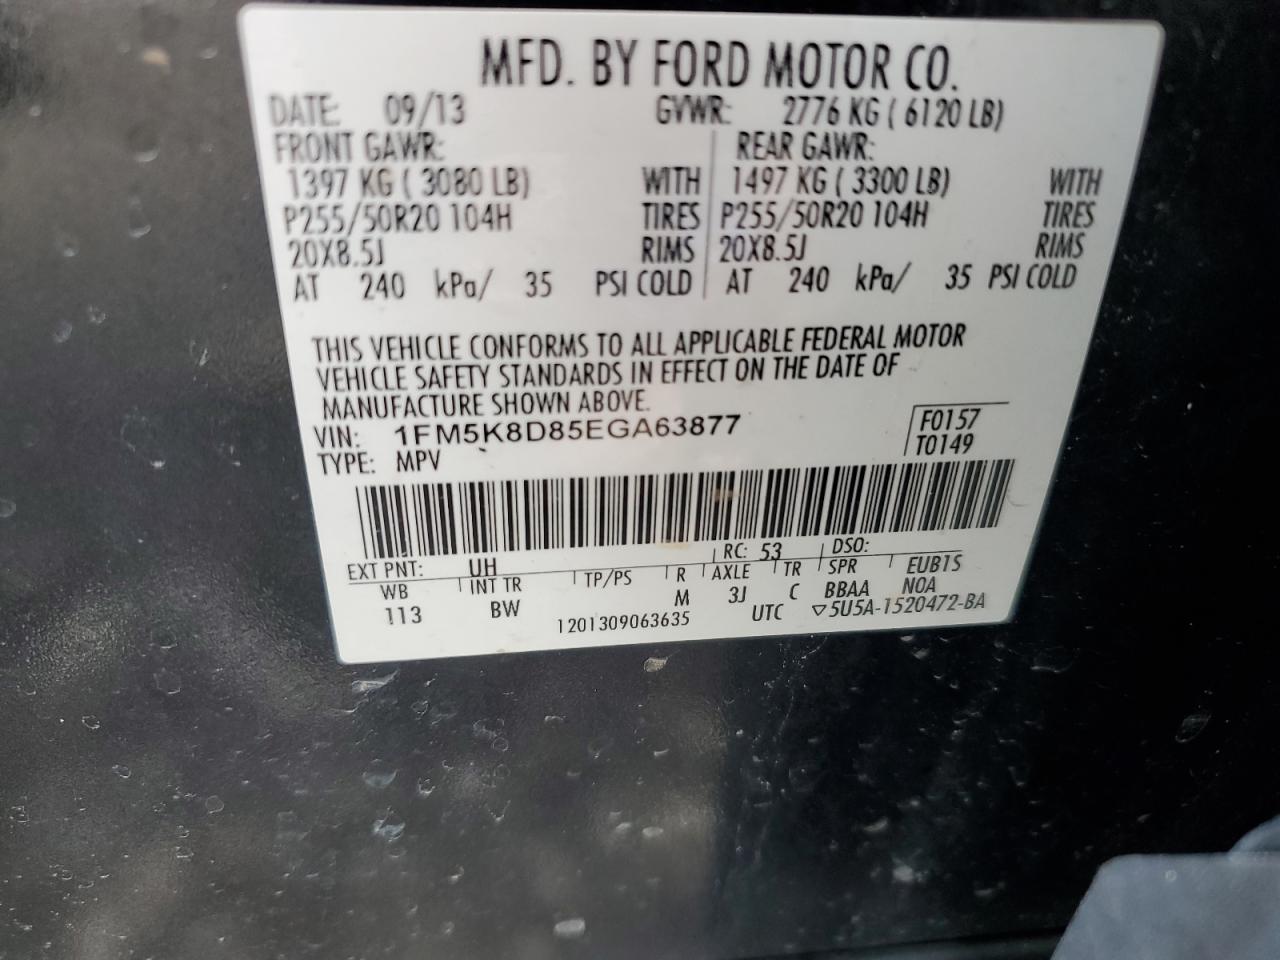 MFD. BY FORD MOTOR CO.
DATE: 09/13 GVWR: 2776 KG ( 6120 LB)
FRONT GAWR: REAR GAWR:
1397 KG ( 3080 LB) WITH 1497 KG ( 3300 LB) WITH
P255/50R20 104H TIRES P255/50R20 104H TIRES
20X8.5J RIMS 20X8.5J RIMS
AT 240 kPa/ 35 PSI COLD AT 240 kPa/ 35 PSI COLD
THIS VEHICLE CONFORMS TO ALL APPLICABLE FEDERAL MOTOR
VEHICLE SAFETY STANDARDS IN EFFECT ON THE DATE OF
MANUFACTURE SHOWN ABOVE.
VIN: 1FM5K8D85EGA63877 F0157
TYPE: MPV T0149
EXT PNT: UH RC: 53 DSO:
WB INT TR TP/PS R AXLE TR SPR EUB1S
113 BW M 3J C BBAA NOA
1201309063635 UTC ▽5U5A-1520472-BA